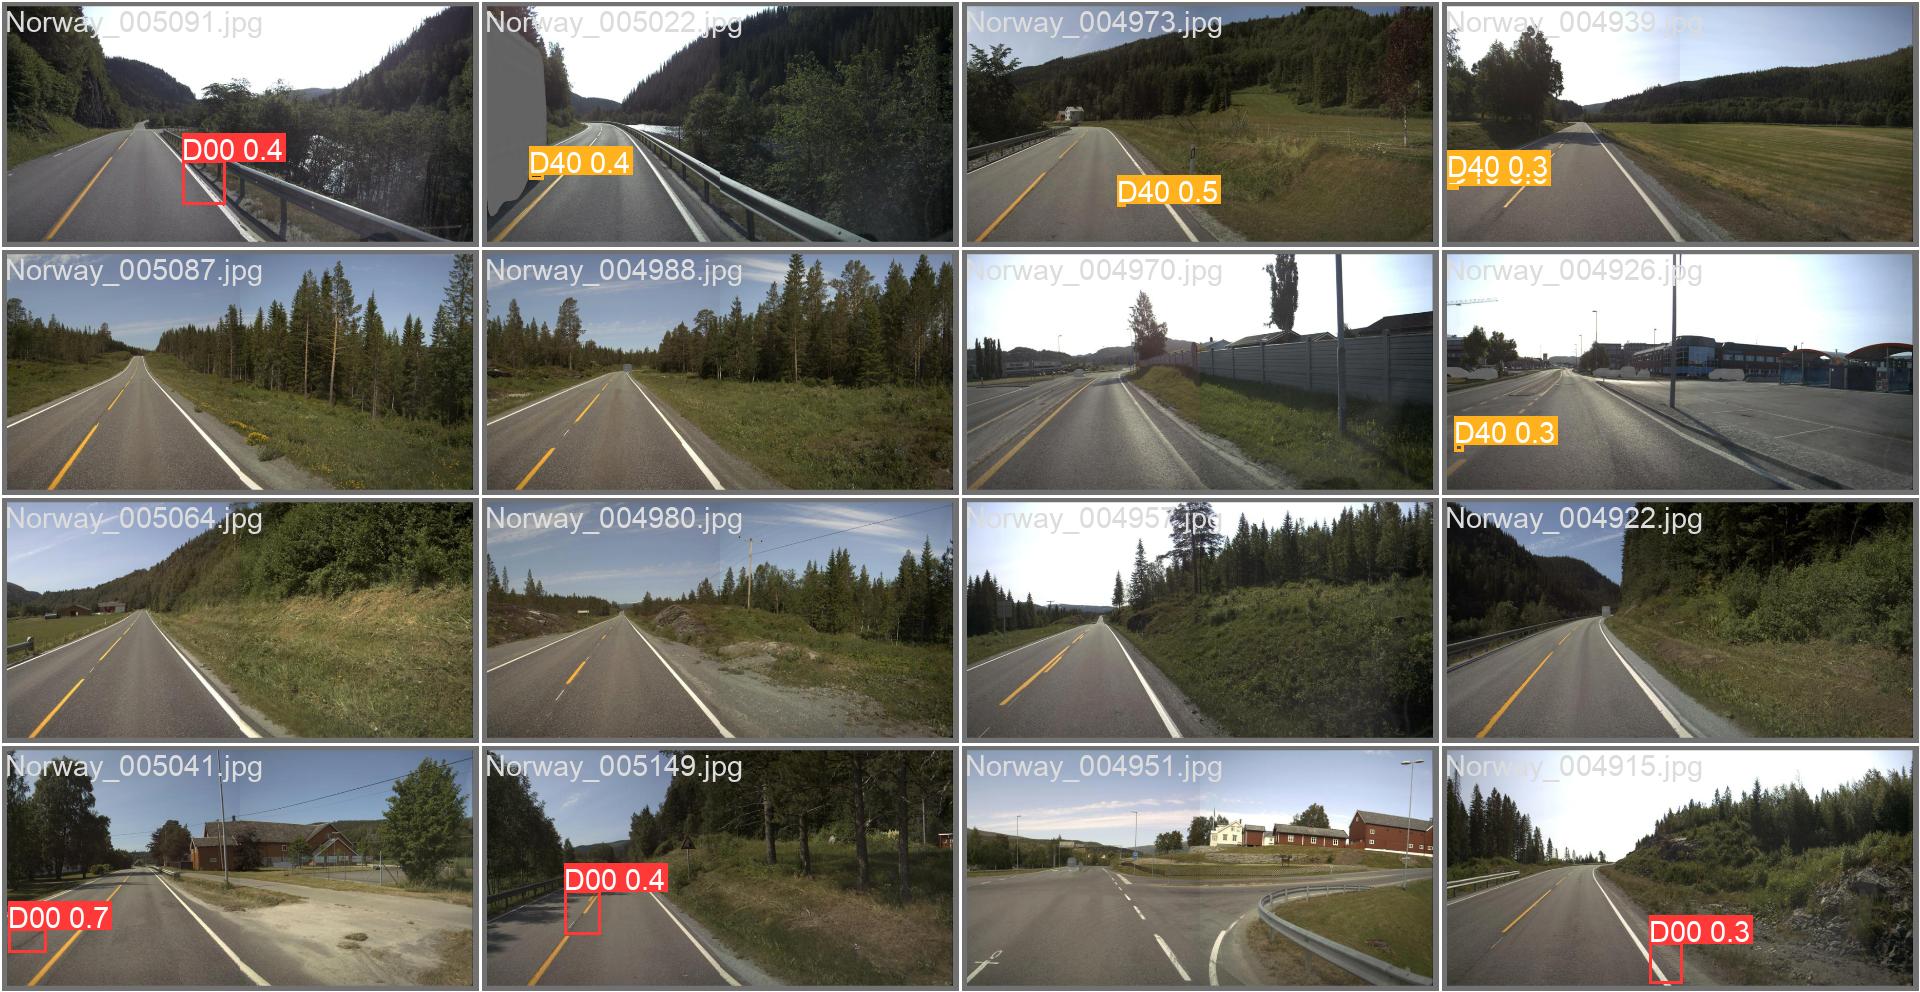 Norway_005091.jpg
D00 0.4
Norway_005022.jpg
D40 0.4
Norway_004973.jpg
D40 0.5
Norway_004939.jpg
D40 0.3
Norway_005087.jpg
Norway_004988.jpg
Norway_004970.jpg
Norway_004926.jpg
D40 0.3
Norway_005064.jpg
Norway_004980.jpg
Norway_004957.jpg
Norway_004922.jpg
Norway_005041.jpg
D00 0.7
Norway_005149.jpg
D00 0.4
Norway_004951.jpg
Norway_004915.jpg
D00 0.3